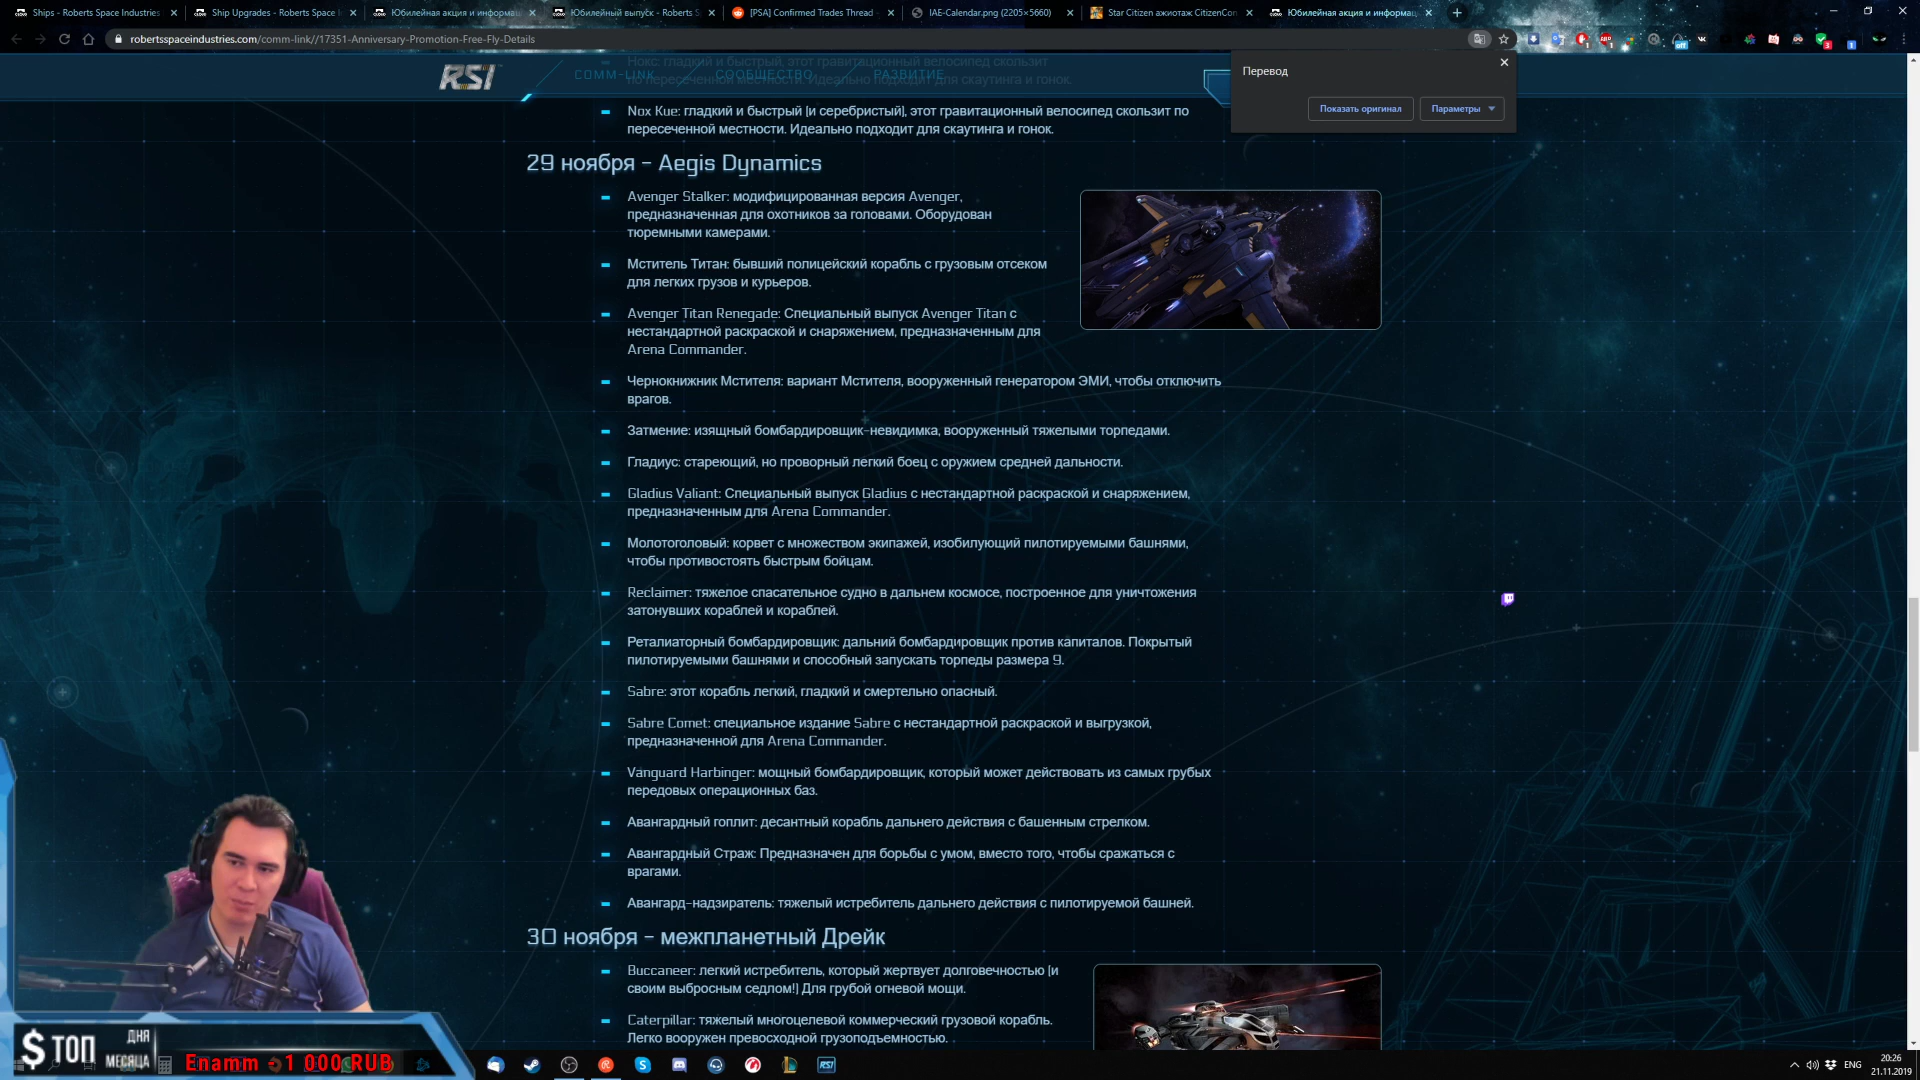 Ships - Roberts Space Industries
Ship Upgrades - Roberts Space I
Юбилейная акция и информац
Юбилейный выпуск - Roberts S
[PSA] Confirmed Trades Thread
IAE-Calendar.png (2205×5660)
Star Citizen ажиотаж CitizenCon
Юбилейная акция и информац
robertsspaceindustries.com/comm-link//17351-Anniversary-Promotion-Free-Fly-Details
Перевод
Показать оригинал
Параметры
RSI
COMM-LINK
СООБЩЕСТВО
РАЗВИТИЕ
Нокс: гладкий и быстрый, этот гравитационный велосипед скользит
по пересеченной местности. Идеально подходит для скаутинга и гонок.
Nox Kue: гладкий и быстрый [и серебристый], этот гравитационный велосипед скользит по
пересеченной местности. Идеально подходит для скаутинга и гонок.
29 ноября - Aegis Dynamics
Avenger Stalker: модифицированная версия Avenger,
предназначенная для охотников за головами. Оборудован
тюремными камерами.
Мститель Титан: бывший полицейский корабль с грузовым отсеком
для легких грузов и курьеров.
Avenger Titan Renegade: Специальный выпуск Avenger Titan с
нестандартной раскраской и снаряжением, предназначенным для
Arena Commander.
Чернокнижник Мстителя: вариант Мстителя, вооруженный генератором ЭМИ, чтобы отключить
врагов.
Затмение: изящный бомбардировщик-невидимка, вооруженный тяжелыми торпедами.
Гладиус: стареющий, но проворный легкий боец с оружием средней дальности.
Gladius Valiant: Специальный выпуск Gladius с нестандартной раскраской и снаряжением,
предназначенным для Arena Commander.
Молотоголовый: корвет с множеством экипажей, изобилующий пилотируемыми башнями,
чтобы противостоять быстрым бойцам.
Reclaimer: тяжелое спасательное судно в дальнем космосе, построенное для уничтожения
затонувших кораблей и кораблей.
Реталиаторный бомбардировщик: дальний бомбардировщик против капиталов. Покрытый
пилотируемыми башнями и способный запускать торпеды размера 9.
Sabre: этот корабль легкий, гладкий и смертельно опасный.
Sabre Comet: специальное издание Sabre с нестандартной раскраской и выгрузкой,
предназначенной для Arena Commander.
Vanguard Harbinger: мощный бомбардировщик, который может действовать из самых грубых
передовых операционных баз.
Авангардный гоплит: десантный корабль дальнего действия с башенным стрелком.
Авангардный Страж: Предназначен для борьбы с умом, вместо того, чтобы сражаться с
врагами.
Авангард-надзиратель: тяжелый истребитель дальнего действия с пилотируемой башней.
30 ноября - межпланетный Дрейк
Buccaneer: легкий истребитель, который жертвует долговечностью [и
своим выбросным седлом!] Для грубой огневой мощи.
Caterpillar: тяжелый многоцелевой коммерческий грузовой корабль.
Легко вооружен превосходной грузоподъемностью.
$ ТОП
ДНЯ
МЕСЯЦА
Enamm - 1 000 RUB
RSI
ENG
20:26
21.11.2019